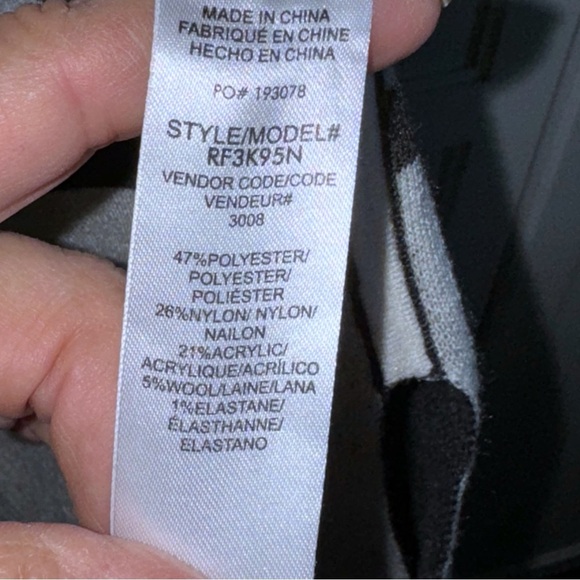 MADE IN CHINA
FABRIQUÉ EN CHINE
HECHO EN CHINA
PO# 193078
STYLE/MODEL#
RF3K95N
VENDOR CODE/CODE
VENDEUR#
3008
47%POLYESTER/
POLYESTER/
POLIÉSTER
26%NYLON/ NYLON/
NAILON
21%ACRYLIC/
ACRYLIQUE/ACRÍLICO
5%WOOL/LAINE/LANA
1%ELASTANE/
ÉLASTHANNE/
ELASTANO